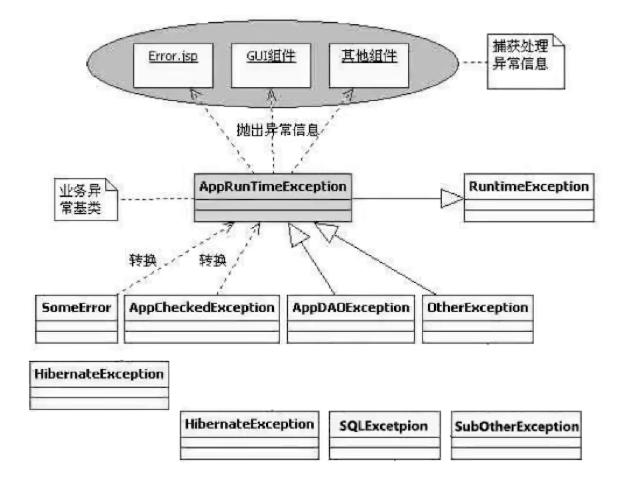 Error.jsp
GUI组件
其他组件
捕获处理
异常信息
抛出异常信息
业务异
常基类
AppRunTimeException
RuntimeException
转换
转换
SomeError
AppCheckedException
AppDAOException
OtherException
HibernateException
HibernateException
SQLExcetpion
SubOtherException